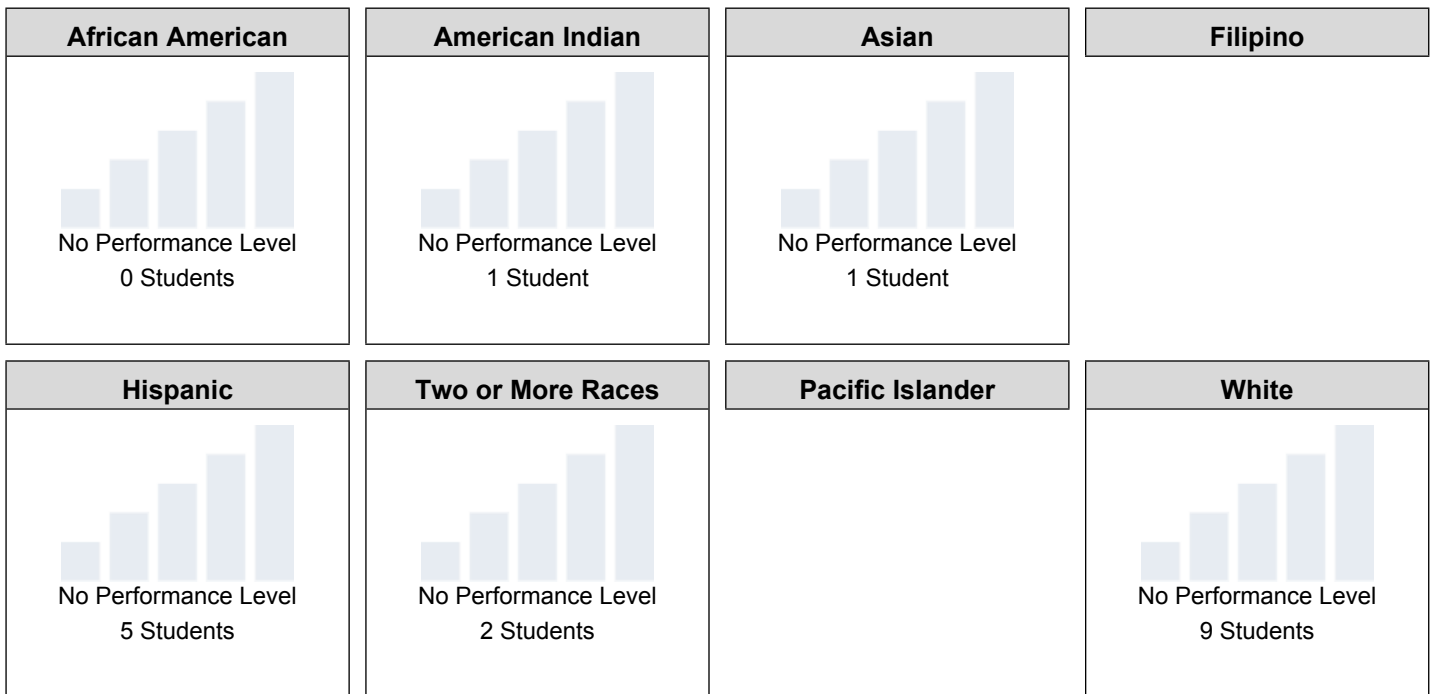 African American
No Performance Level
0 Students
American Indian
No Performance Level
1 Student
Asian
No Performance Level
1 Student
Filipino
Hispanic
No Performance Level
5 Students
Two or More Races
No Performance Level
2 Students
Pacific Islander
White
No Performance Level
9 Students